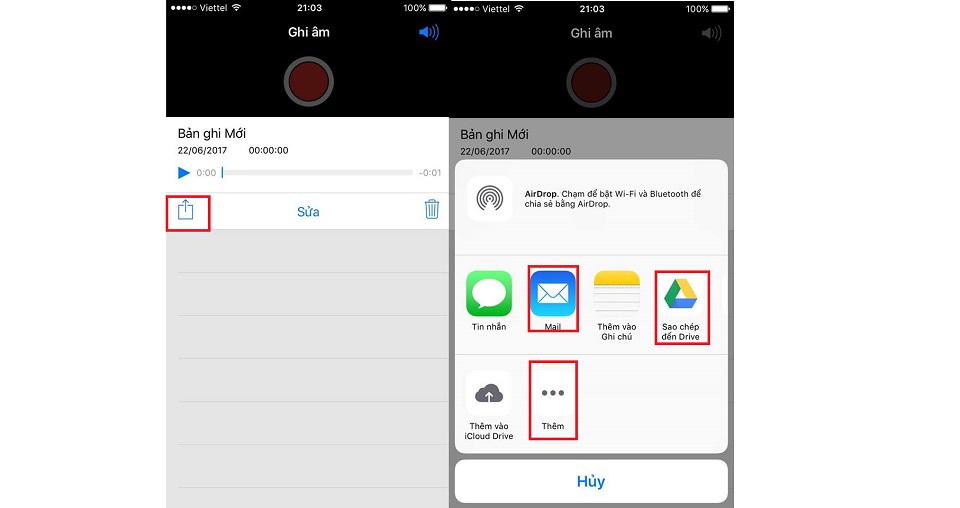 Viettel 21:03 100%
Ghi âm
Bản ghi Mới
22/06/2017 00:00:00
0:00 -0:01
Sửa
Viettel 21:03 100%
Ghi âm
Bản ghi Mới
22/06/2017 00:00:00
AirDrop. Chạm để bật Wi-Fi và Bluetooth để
chia sẻ bằng AirDrop.
Tin nhắn
Mail
Thêm vào
Ghi chú
Sao chép
đến Drive
Thêm vào
iCloud Drive
Thêm
Hủy